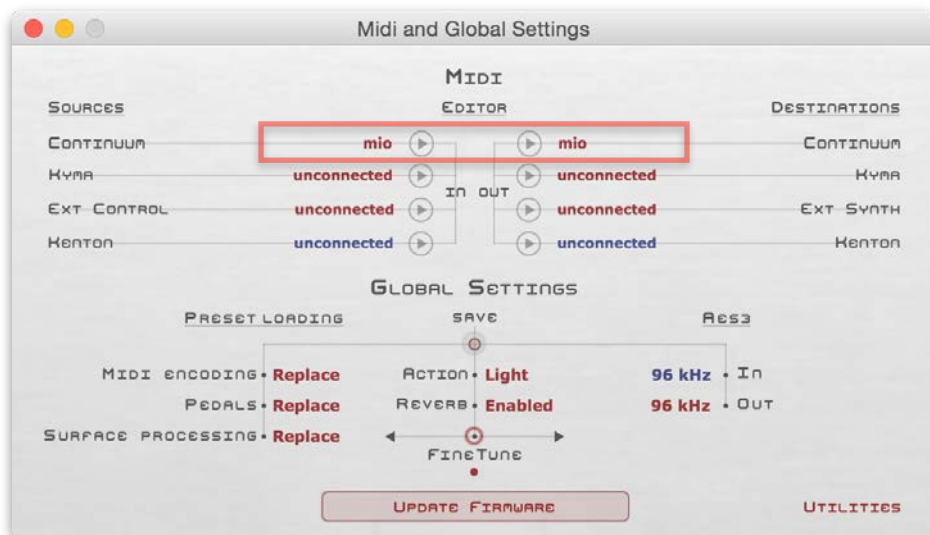 Midi and Global Settings
MIDI
SOURCES EDITOR DESTINATIONS
CONTINUUM mio mio CONTINUUM
KYMA unconnected unconnected KYMA
IN OUT
EXT CONTROL unconnected unconnected EXT SYNTH
KENTON unconnected unconnected KENTON
GLOBAL SETTINGS
PRESET LOADING SAVE AES3
MIDI ENCODING Replace ACTION Light 96 kHz IN
PEDALS Replace REVERB Enabled 96 kHz OUT
SURFACE PROCESSING Replace
FINETUNE
UPDATE FIRMWARE UTILITIES